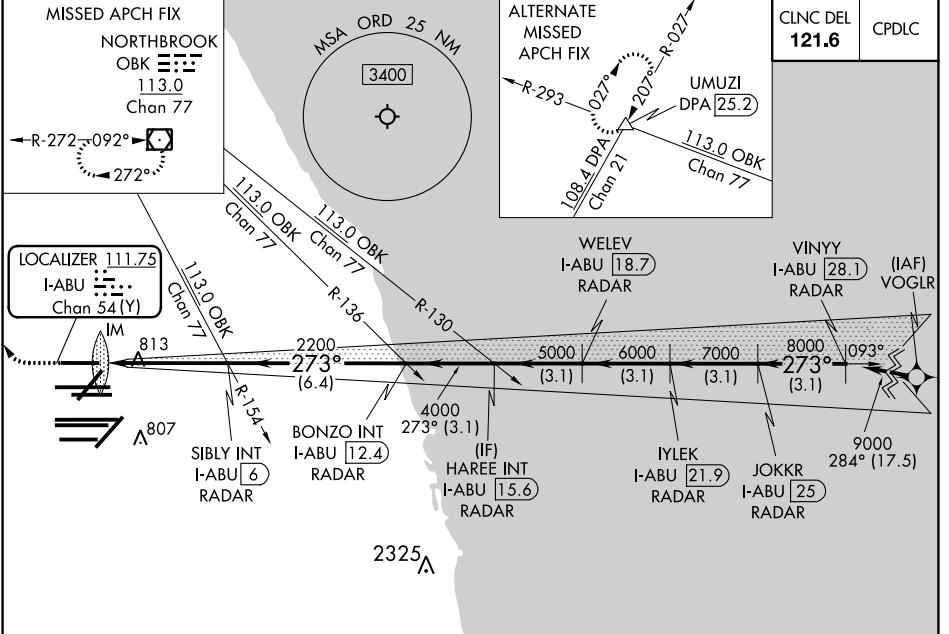 MISSED APCH FIX
NORTHBROOK
OBK
113.0
Chan 77
R-272
092°
272°
MSA ORD 25 NM
3400
ALTERNATE
MISSED
APCH FIX
R-027
R-293
027°
207°
UMUZI
DPA 25.2
108.4 DPA
Chan 21
113.0 OBK
Chan 77
CLNC DEL
121.6
CPDLC
113.0 OBK
Chan 77
113.0 OBK
Chan 77
113.0 OBK
Chan 77
R-136
R-130
R-154
LOCALIZER 111.75
I-ABU
Chan 54 (Y)
IM
813
807
WELEV
I-ABU 18.7
RADAR
VINYY
I-ABU 28.1
RADAR
(IAF)
VOGLR
2200
273°
(6.4)
4000
273° (3.1)
5000
(3.1)
6000
(3.1)
7000
(3.1)
8000
273°
(3.1)
093°
9000
284° (17.5)
SIBLY INT
I-ABU 6
RADAR
BONZO INT
I-ABU 12.4
RADAR
(IF)
HAREE INT
I-ABU 15.6
RADAR
IYLEK
I-ABU 21.9
RADAR
JOKKR
I-ABU 25
RADAR
2325